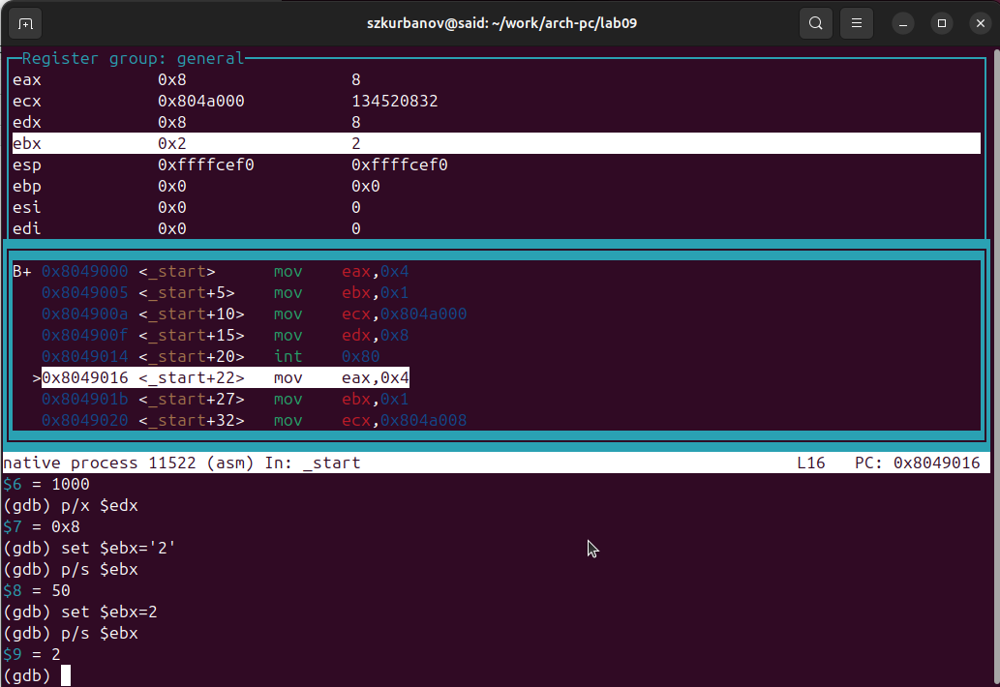 szkurbanov@said: ~/work/arch-pc/lab09
Register group: general
eax 0x8 8
ecx 0x804a000 134520832
edx 0x8 8
ebx 0x2 2
esp 0xffffcef0 0xffffcef0
ebp 0x0 0x0
esi 0x0 0
edi 0x0 0
B+ 0x8049000 <_start> mov eax,0x4
0x8049005 <_start+5> mov ebx,0x1
0x804900a <_start+10> mov ecx,0x804a000
0x804900f <_start+15> mov edx,0x8
0x8049014 <_start+20> int 0x80
>0x8049016 <_start+22> mov eax,0x4
0x804901b <_start+27> mov ebx,0x1
0x8049020 <_start+32> mov ecx,0x804a008
native process 11522 (asm) In: _start L16 PC: 0x8049016
$6 = 1000
(gdb) p/x $edx
$7 = 0x8
(gdb) set $ebx='2'
(gdb) p/s $ebx
$8 = 50
(gdb) set $ebx=2
(gdb) p/s $ebx
$9 = 2
(gdb)